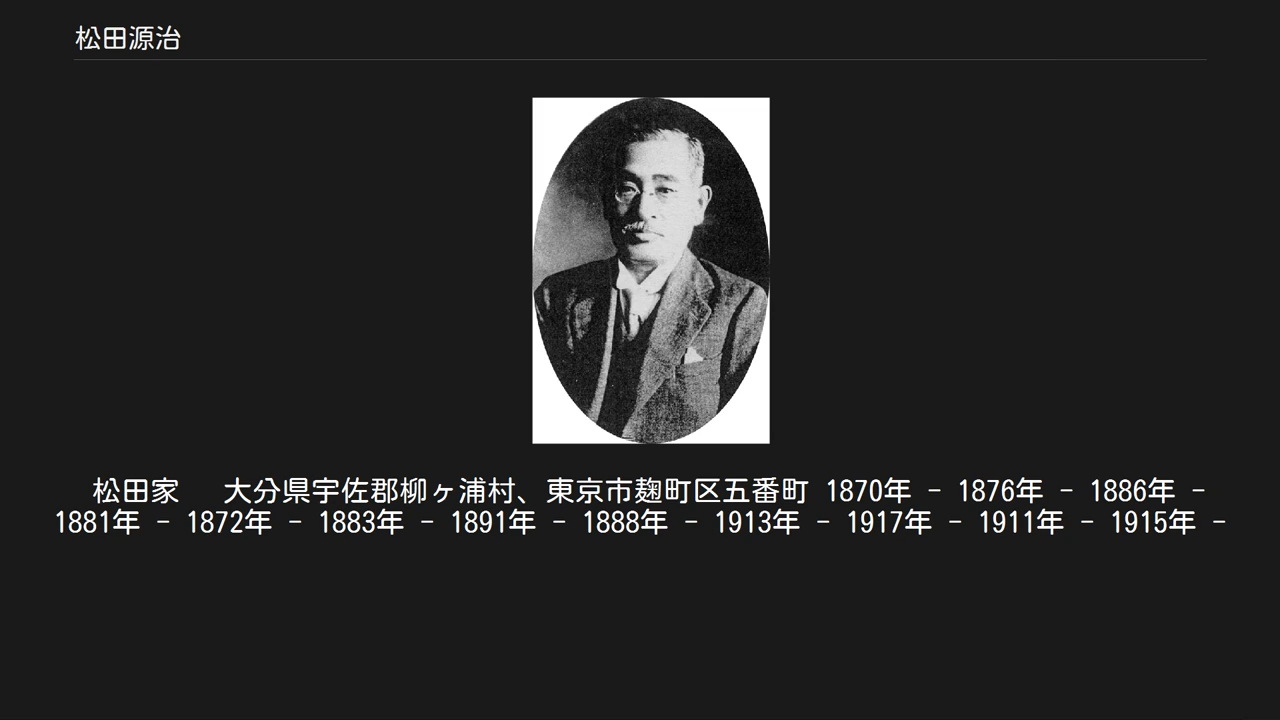 松田源治
松田家　 大分県宇佐郡柳ヶ浦村、東京市麹町区五番町 1870年 - 1876年 - 1886年 -
1881年 - 1872年 - 1883年 - 1891年 - 1888年 - 1913年 - 1917年 - 1911年 - 1915年 -